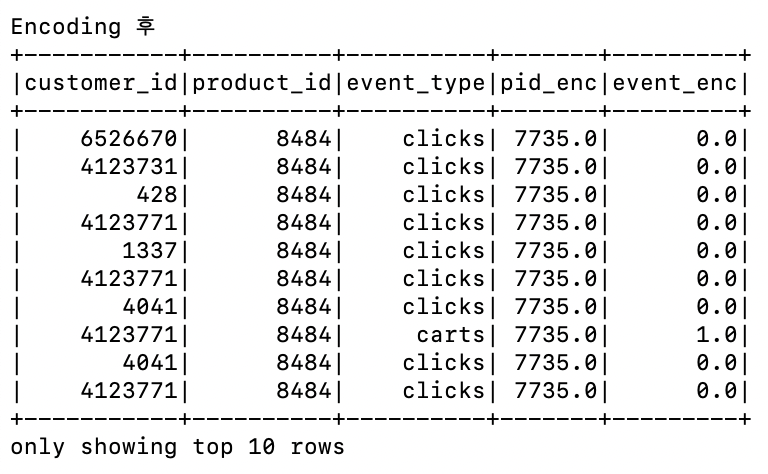 Encoding 후
+-----------+----------+----------+-------+---------+
|customer_id|product_id|event_type|pid_enc|event_enc|
+-----------+----------+----------+-------+---------+
|    6526670|      8484|    clicks| 7735.0|      0.0|
|    4123731|      8484|    clicks| 7735.0|      0.0|
|        428|      8484|    clicks| 7735.0|      0.0|
|    4123771|      8484|    clicks| 7735.0|      0.0|
|       1337|      8484|    clicks| 7735.0|      0.0|
|    4123771|      8484|    clicks| 7735.0|      0.0|
|       4041|      8484|    clicks| 7735.0|      0.0|
|    4123771|      8484|     carts| 7735.0|      1.0|
|       4041|      8484|    clicks| 7735.0|      0.0|
|    4123771|      8484|    clicks| 7735.0|      0.0|
+-----------+----------+----------+-------+---------+
only showing top 10 rows